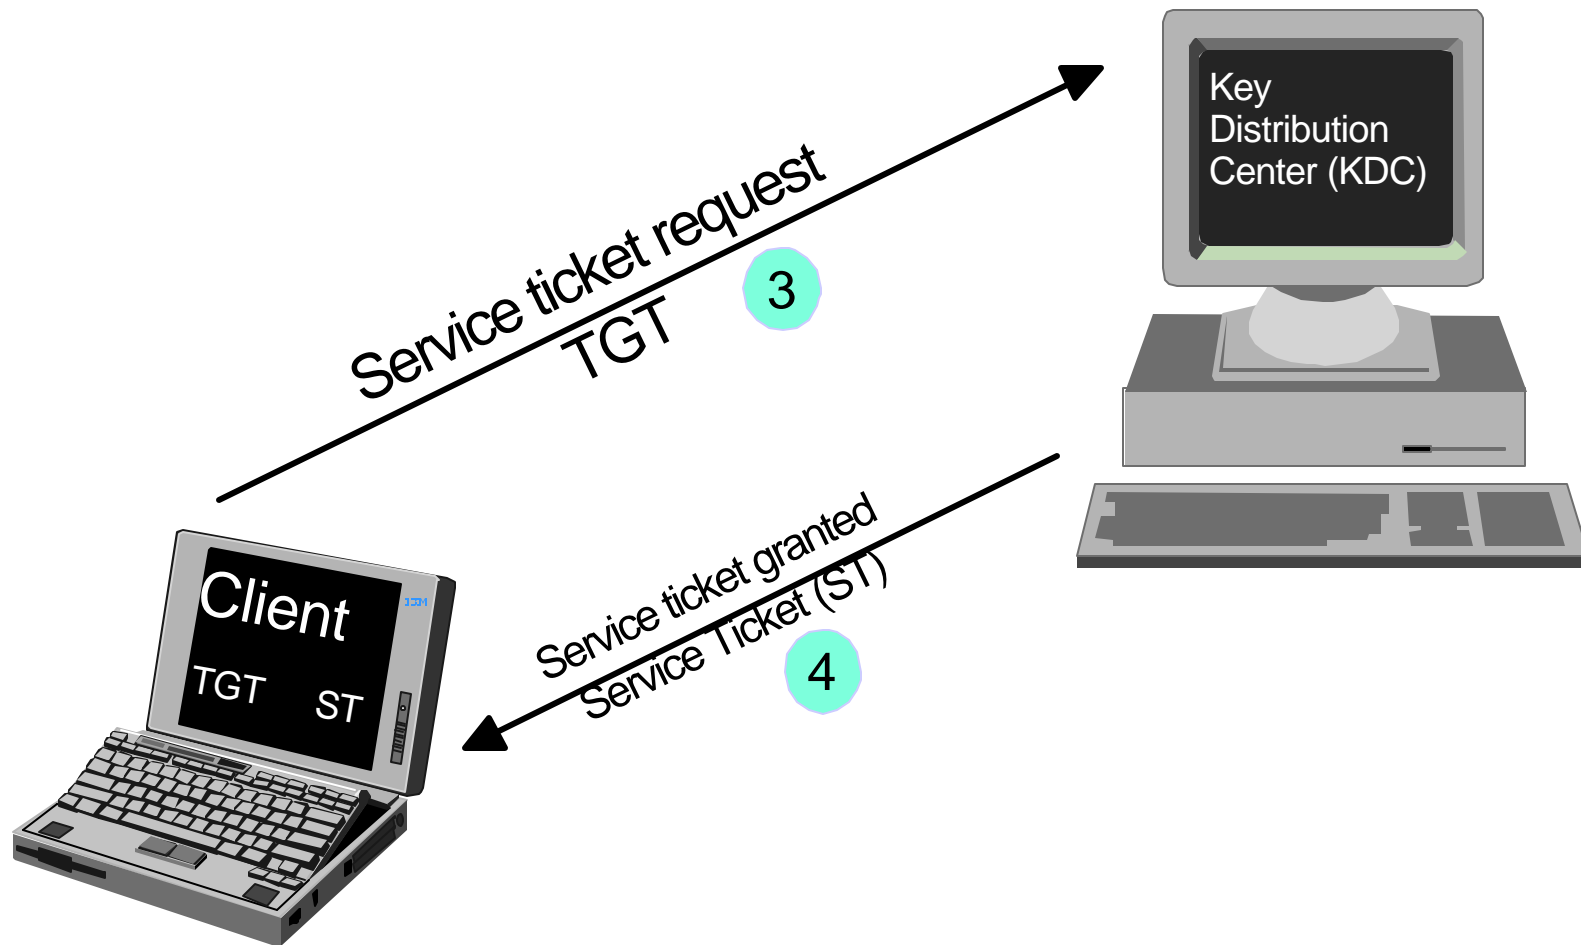 Key
Distribution
Center (KDC)
Service ticket request
TGT
3
Service ticket granted
Service Ticket (ST)
4
Client
IBM
TGT ST